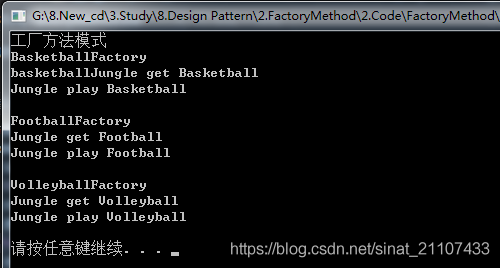 G:\8.New_cd\3.Study\8.Design Pattern\2.FactoryMethod\2.Code\FactoryMethod\
工厂方法模式
BasketballFactory
basketballJungle get Basketball
Jungle play Basketball
FootballFactory
Jungle get Football
Jungle play Football
VolleyballFactory
Jungle get Volleyball
Jungle play Volleyball
请按任意键继续. . .
https://blog.csdn.net/sinat_21107433